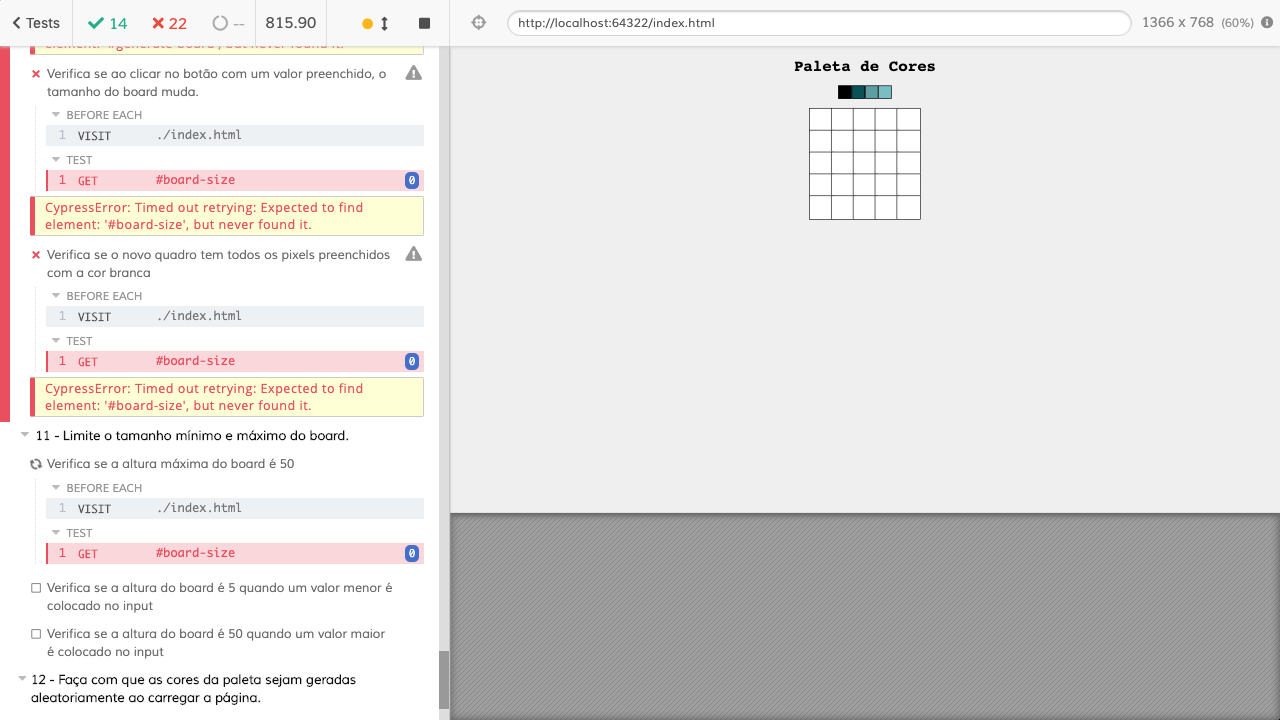 Tests 14 22 -- 815.90
http://localhost:64322/index.html 1366 x 768 (60%)
element: '#generate-board', but never found it.
Verifica se ao clicar no botão com um valor preenchido, o
tamanho do board muda.
BEFORE EACH
1 VISIT ./index.html
TEST
1 GET #board-size 0
CypressError: Timed out retrying: Expected to find
element: '#board-size', but never found it.
Verifica se o novo quadro tem todos os pixels preenchidos
com a cor branca
BEFORE EACH
1 VISIT ./index.html
TEST
1 GET #board-size 0
CypressError: Timed out retrying: Expected to find
element: '#board-size', but never found it.
11 - Limite o tamanho mínimo e máximo do board.
Verifica se a altura máxima do board é 50
BEFORE EACH
1 VISIT ./index.html
TEST
1 GET #board-size 0
Verifica se a altura do board é 5 quando um valor menor é
colocado no input
Verifica se a altura do board é 50 quando um valor maior
é colocado no input
12 - Faça com que as cores da paleta sejam geradas
aleatoriamente ao carregar a página.
Paleta de Cores